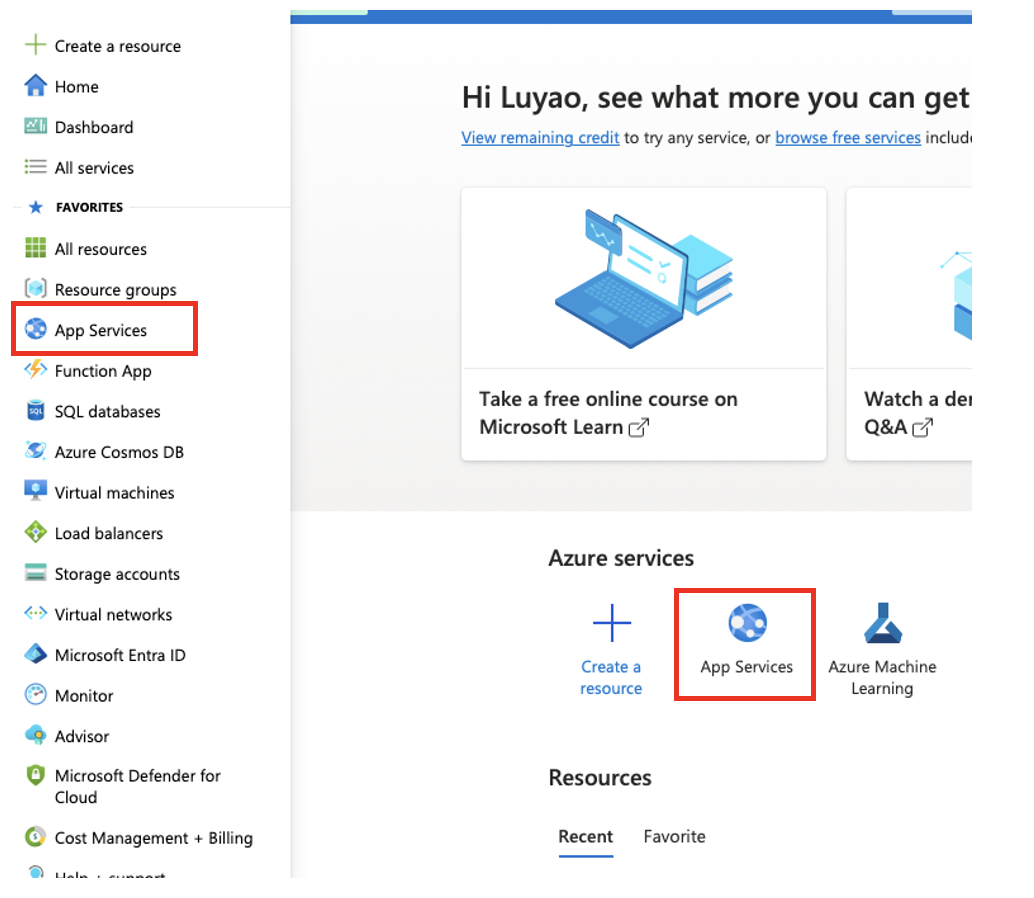 Create a resource
Home
Dashboard
All services
FAVORITES
All resources
Resource groups
App Services
Function App
SQL databases
Azure Cosmos DB
Virtual machines
Load balancers
Storage accounts
Virtual networks
Microsoft Entra ID
Monitor
Advisor
Microsoft Defender for
Cloud
Cost Management + Billing
Help + support
Hi Luyao, see what more you can get
View remaining credit to try any service, or browse free services include
Take a free online course on
Microsoft Learn
Watch a der
Q&A
Azure services
Create a
resource
App Services
Azure Machine
Learning
Resources
Recent
Favorite